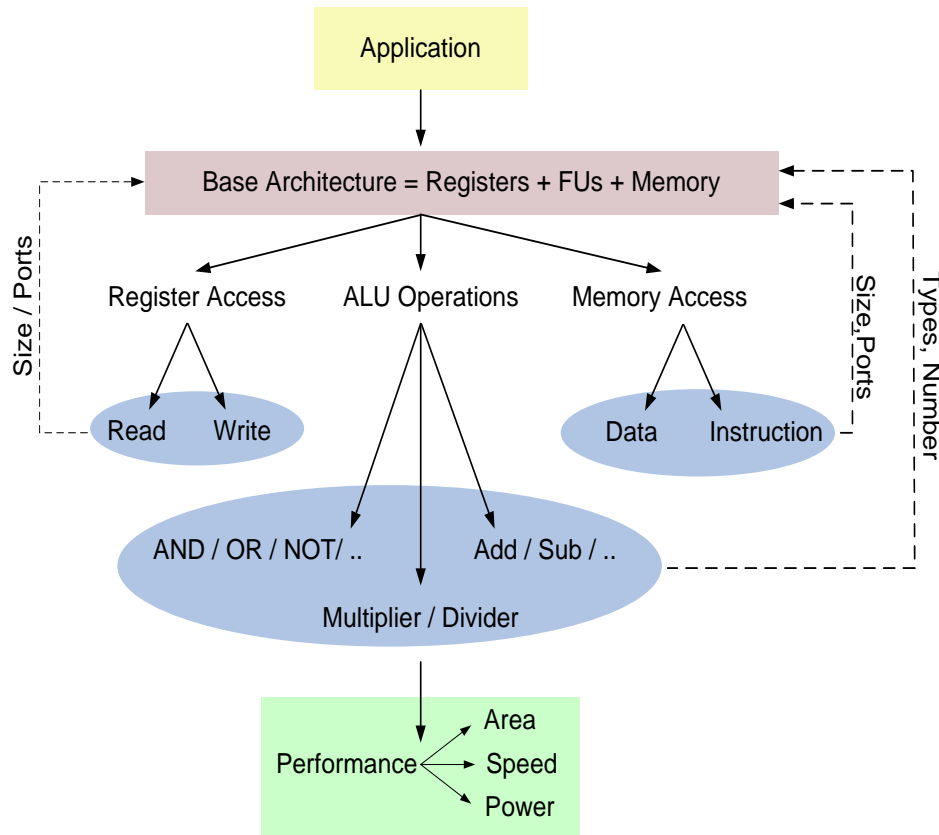 Application
Base Architecture = Registers + FUs + Memory
Size / Ports
Register Access
ALU Operations
Memory Access
Size,Ports
Types, Number
Read
Write
Data
Instruction
AND / OR / NOT/ ..
Add / Sub / ..
Multiplier / Divider
Performance
Area
Speed
Power